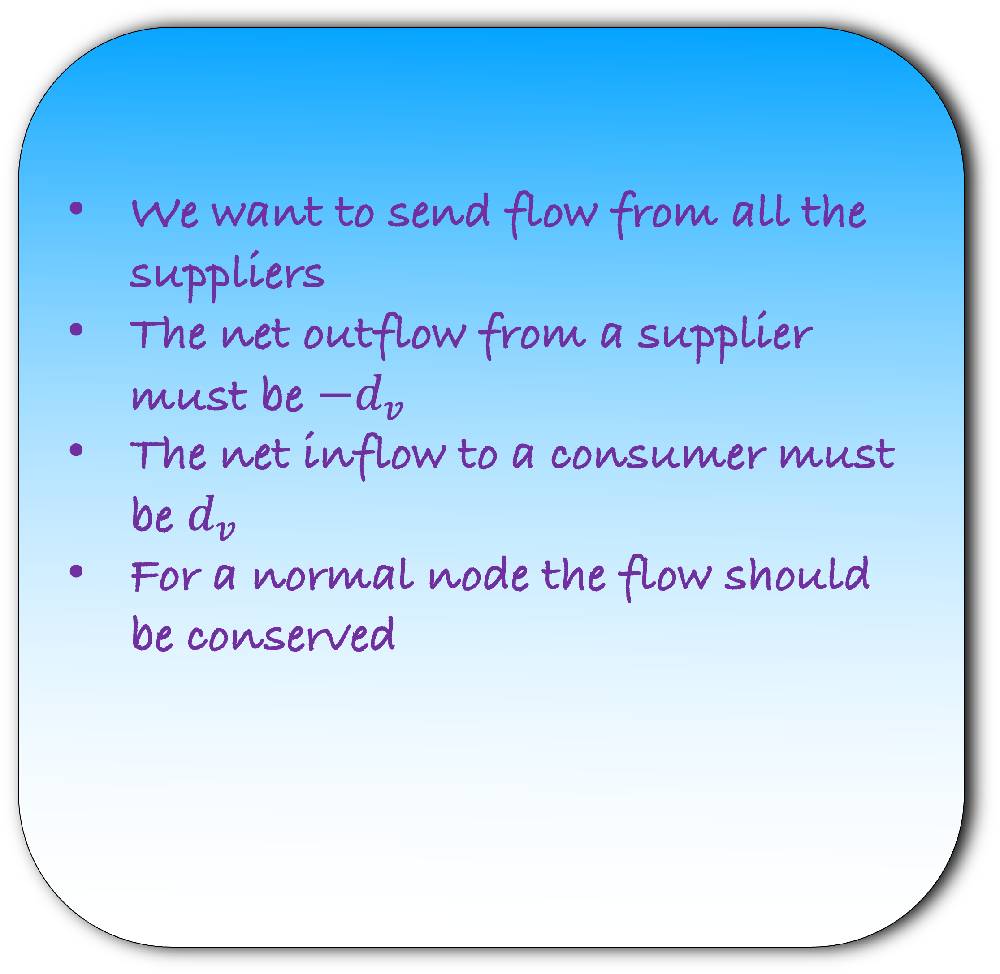 • We want to send flow from all the
suppliers
• The net outflow from a supplier
must be −d_v
• The net inflow to a consumer must
be d_v
• For a normal node the flow should
be conserved